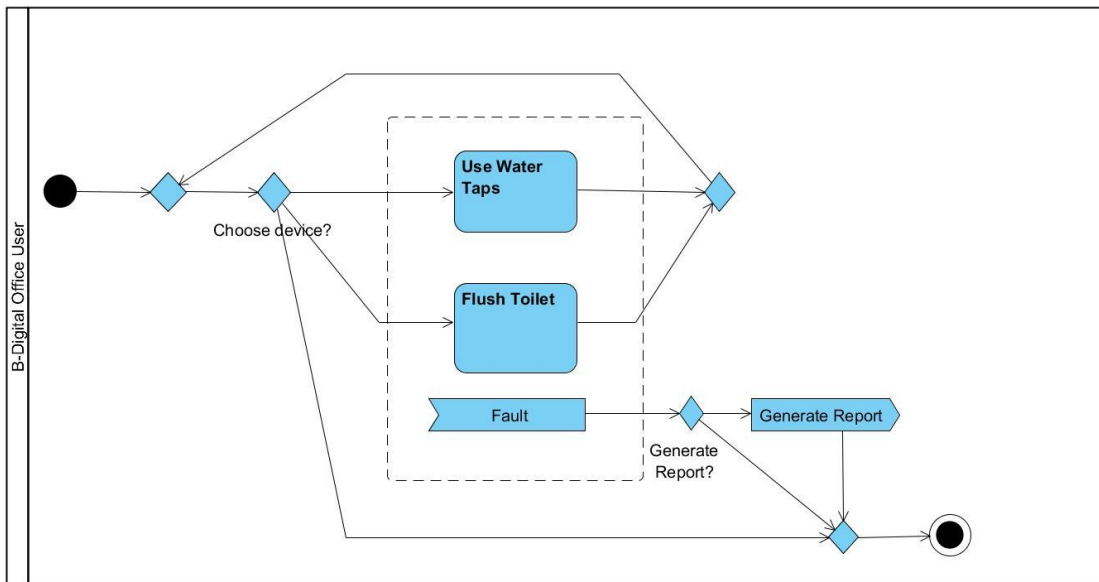 B-Digital Office User
Use Water
Taps
Choose device?
Flush Toilet
Fault
Generate Report
Generate
Report?